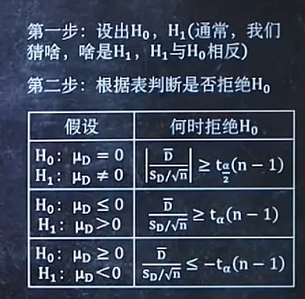 第一步：设出H₀，H₁(通常，我们
猜啥，啥是H₁，H₁与H₀相反)
第二步：根据表判断是否拒绝H₀
假设 何时拒绝H₀
H₀：μ_D = 0
H₁：μ_D ≠ 0
|D̅/(s_D/√n)| ≥ t_{α/2}(n − 1)
H₀：μ_D ≤ 0
H₁：μ_D>0
D̅/(s_D/√n) ≥ t_α(n − 1)
H₀：μ_D ≥ 0
H₁：μ_D<0
D̅/(s_D/√n) ≤ -t_α(n − 1)